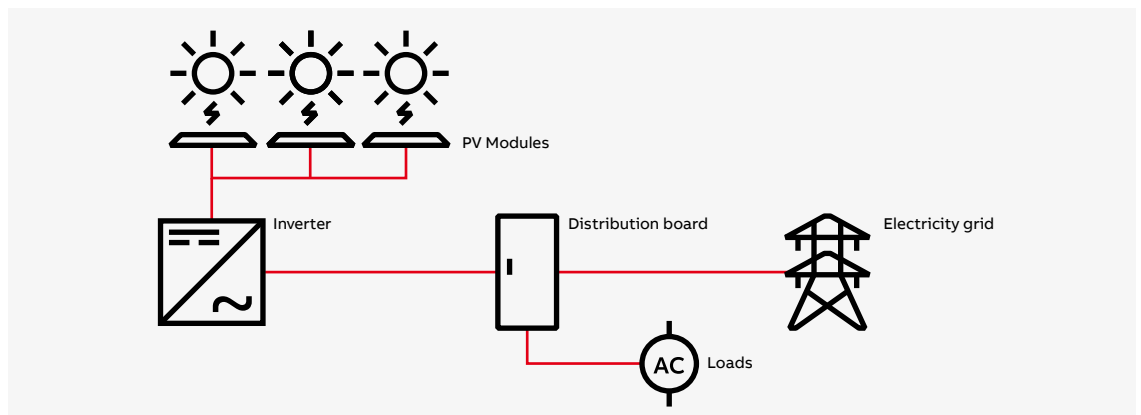 PV Modules
Inverter
Distribution board
Electricity grid
AC
Loads